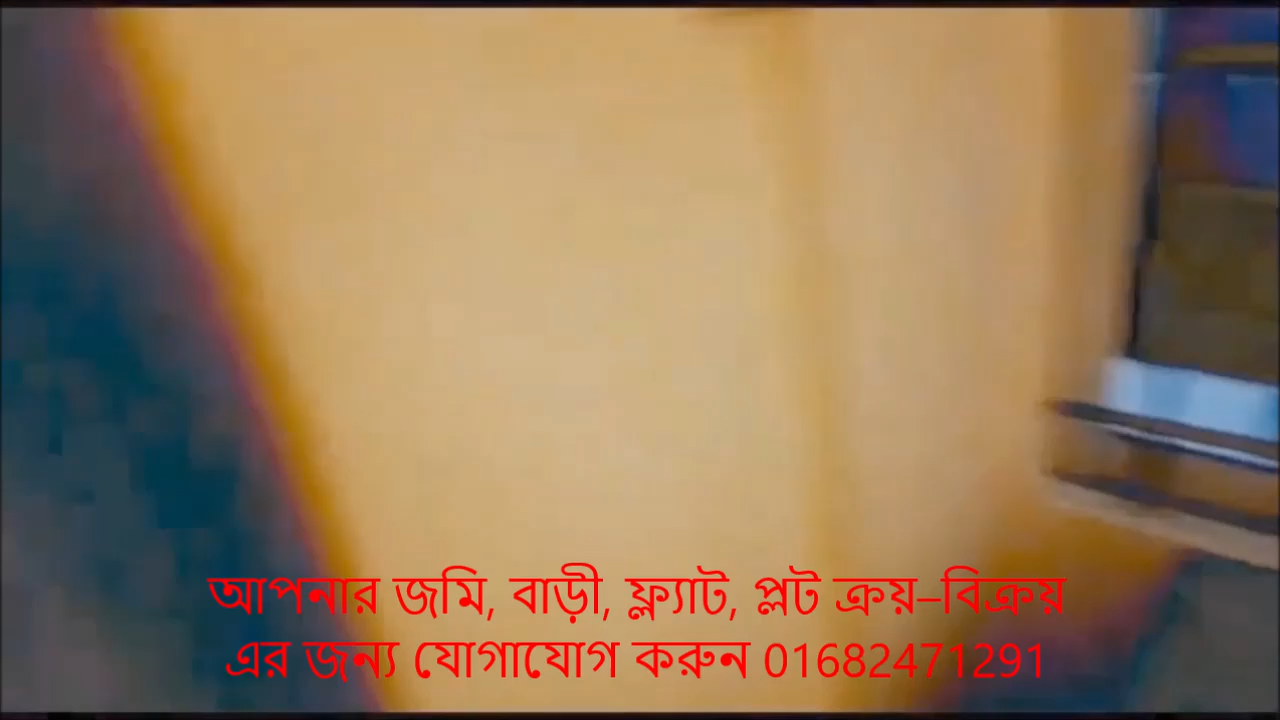 আপনার জমি, বাড়ী, ফ্ল্যাট, প্লট ক্রয়–বিক্রয়
এর জন্য যোগাযোগ করুন 01682471291